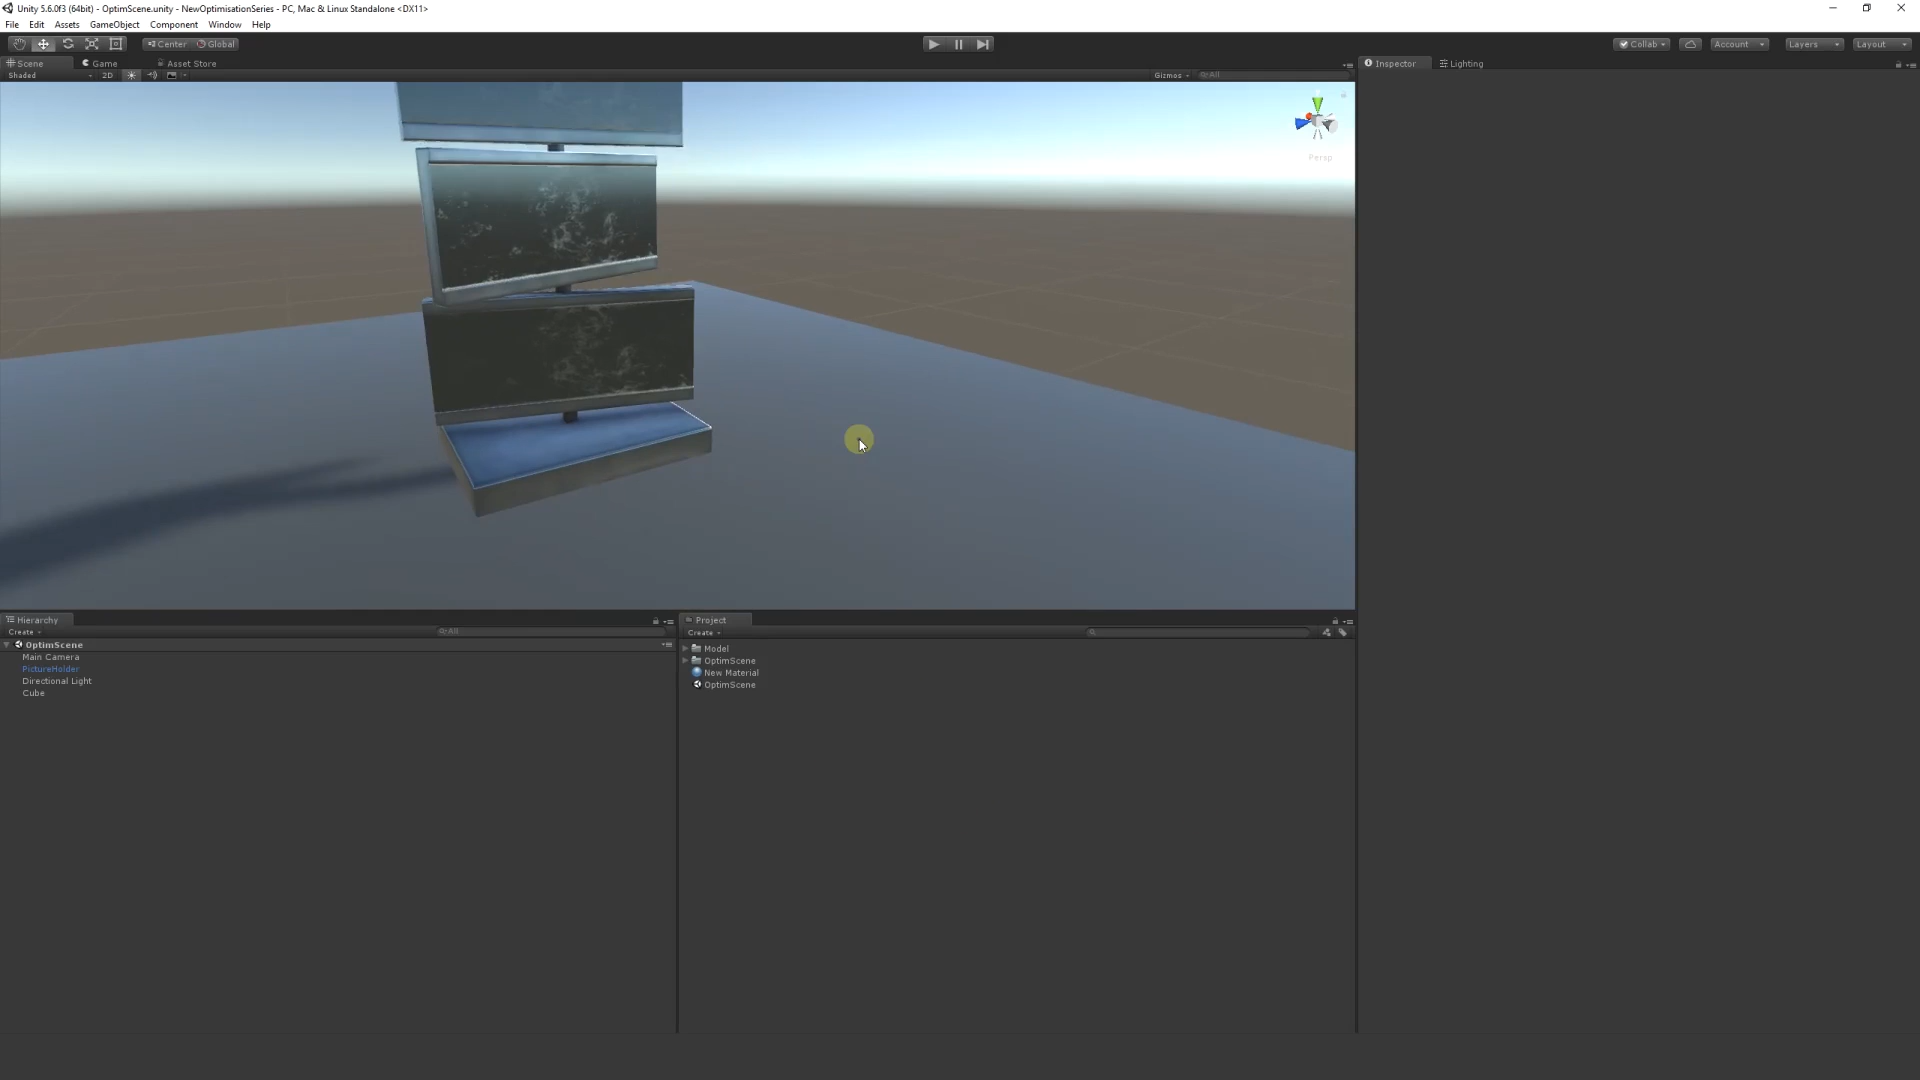 Unity 5.6.0f3 (64bit) - OptimScene.unity - NewOptimisationSeries - PC, Mac & Linux Standalone <DX11>
File Edit Assets GameObject Component Window Help
Center Global Collab Account Layers Layout
Scene Game Asset Store Inspector Lighting
Shaded 2D Gizmos All
Persp
Hierarchy Project
Create All Create
OptimScene
Main Camera
PictureHolder
Directional Light
Cube
Model
OptimScene
New Material
OptimScene